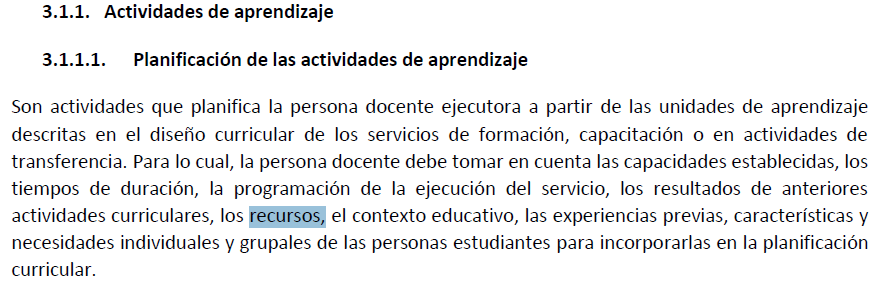 3.1.1. Actividades de aprendizaje
3.1.1.1. Planificación de las actividades de aprendizaje
Son actividades que planifica la persona docente ejecutora a partir de las unidades de aprendizaje
descritas en el diseño curricular de los servicios de formación, capacitación o en actividades de
transferencia. Para lo cual, la persona docente debe tomar en cuenta las capacidades establecidas, los
tiempos de duración, la programación de la ejecución del servicio, los resultados de anteriores
actividades curriculares, los recursos, el contexto educativo, las experiencias previas, características y
necesidades individuales y grupales de las personas estudiantes para incorporarlas en la planificación
curricular.